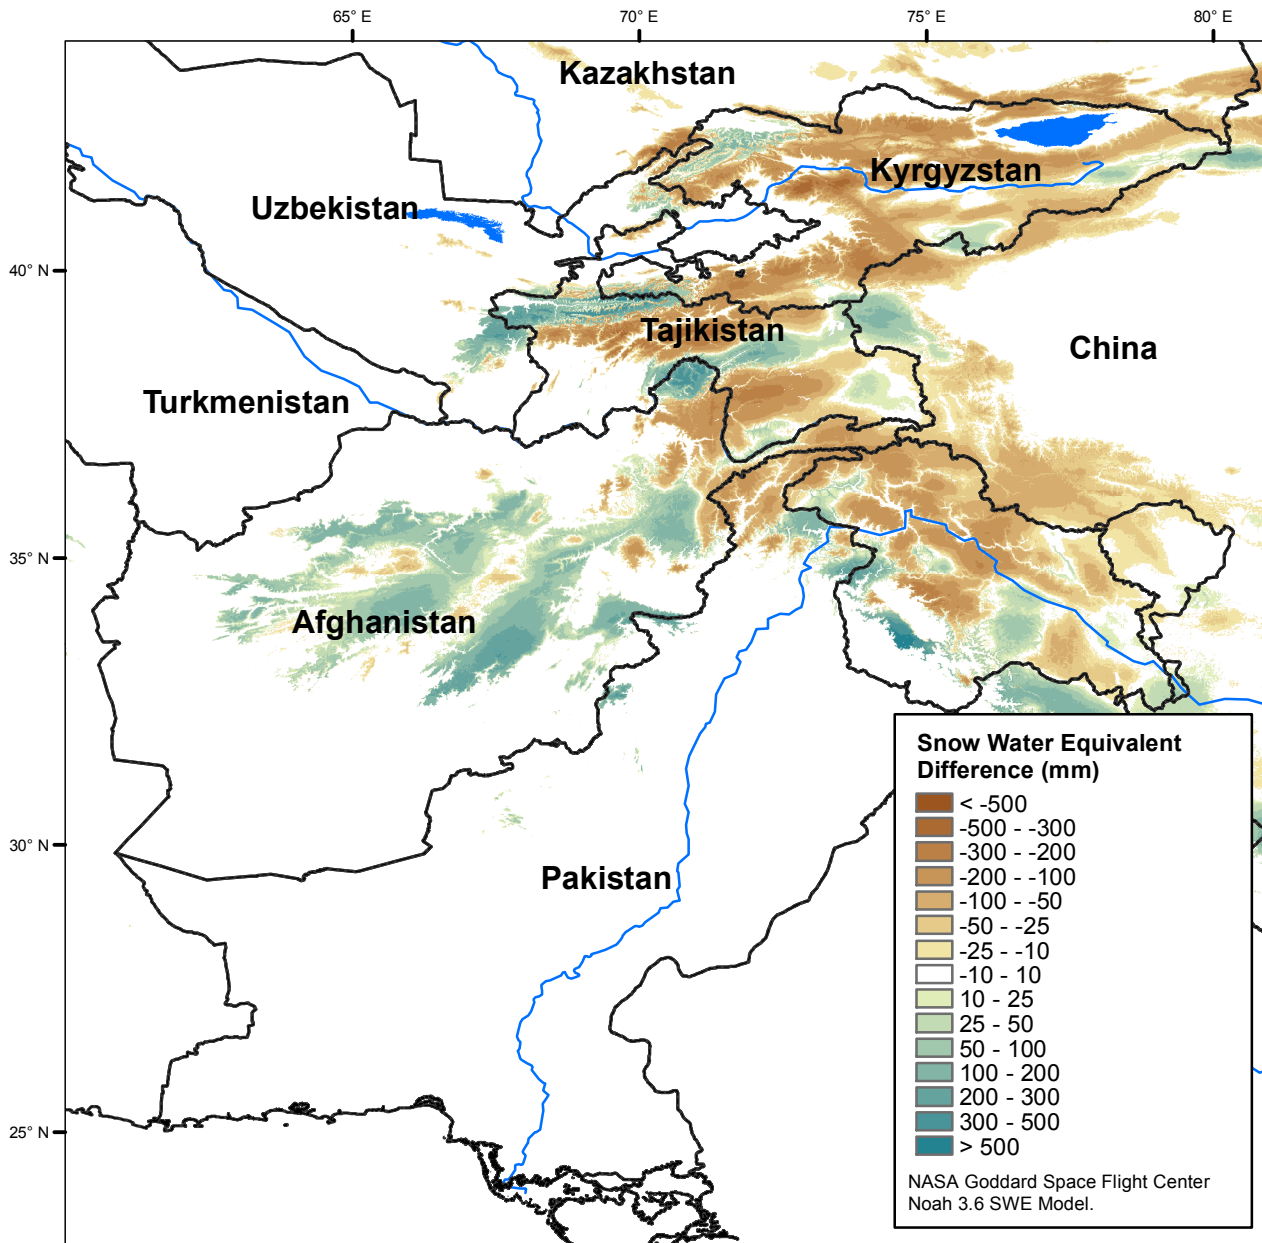 65° E
70° E
75° E
80° E
Kazakhstan
Kyrgyzstan
Uzbekistan
40° N
Tajikistan
China
Turkmenistan
35° N
Afghanistan
30° N
Pakistan
25° N
Snow Water Equivalent
Difference (mm)
< -500
-500 - -300
-300 - -200
-200 - -100
-100 - -50
-50 - -25
-25 - -10
-10 - 10
10 - 25
25 - 50
50 - 100
100 - 200
200 - 300
300 - 500
> 500
NASA Goddard Space Flight Center
Noah 3.6 SWE Model.